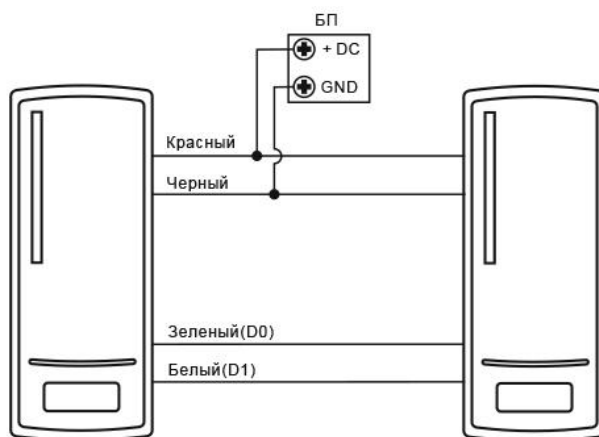 БП
+ DC
GND
Красный
Черный
Зеленый(D0)
Белый(D1)